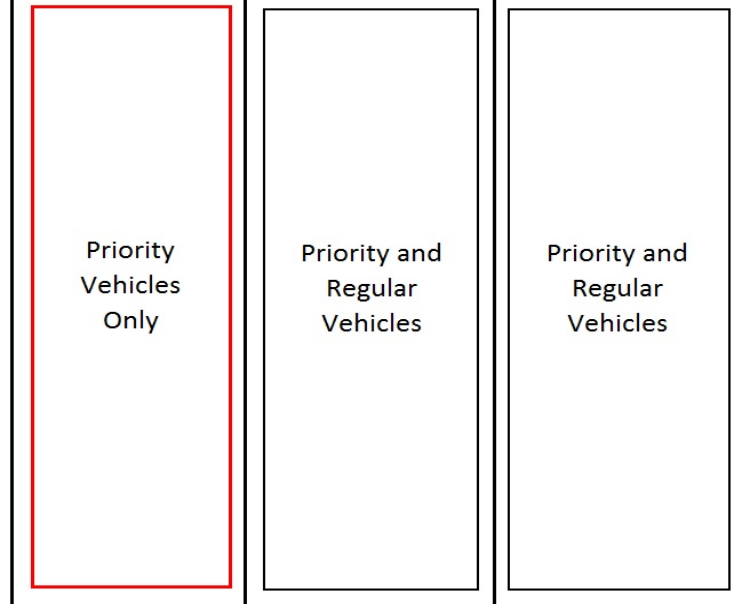 Priority
Vehicles
Only
Priority and
Regular
Vehicles
Priority and
Regular
Vehicles